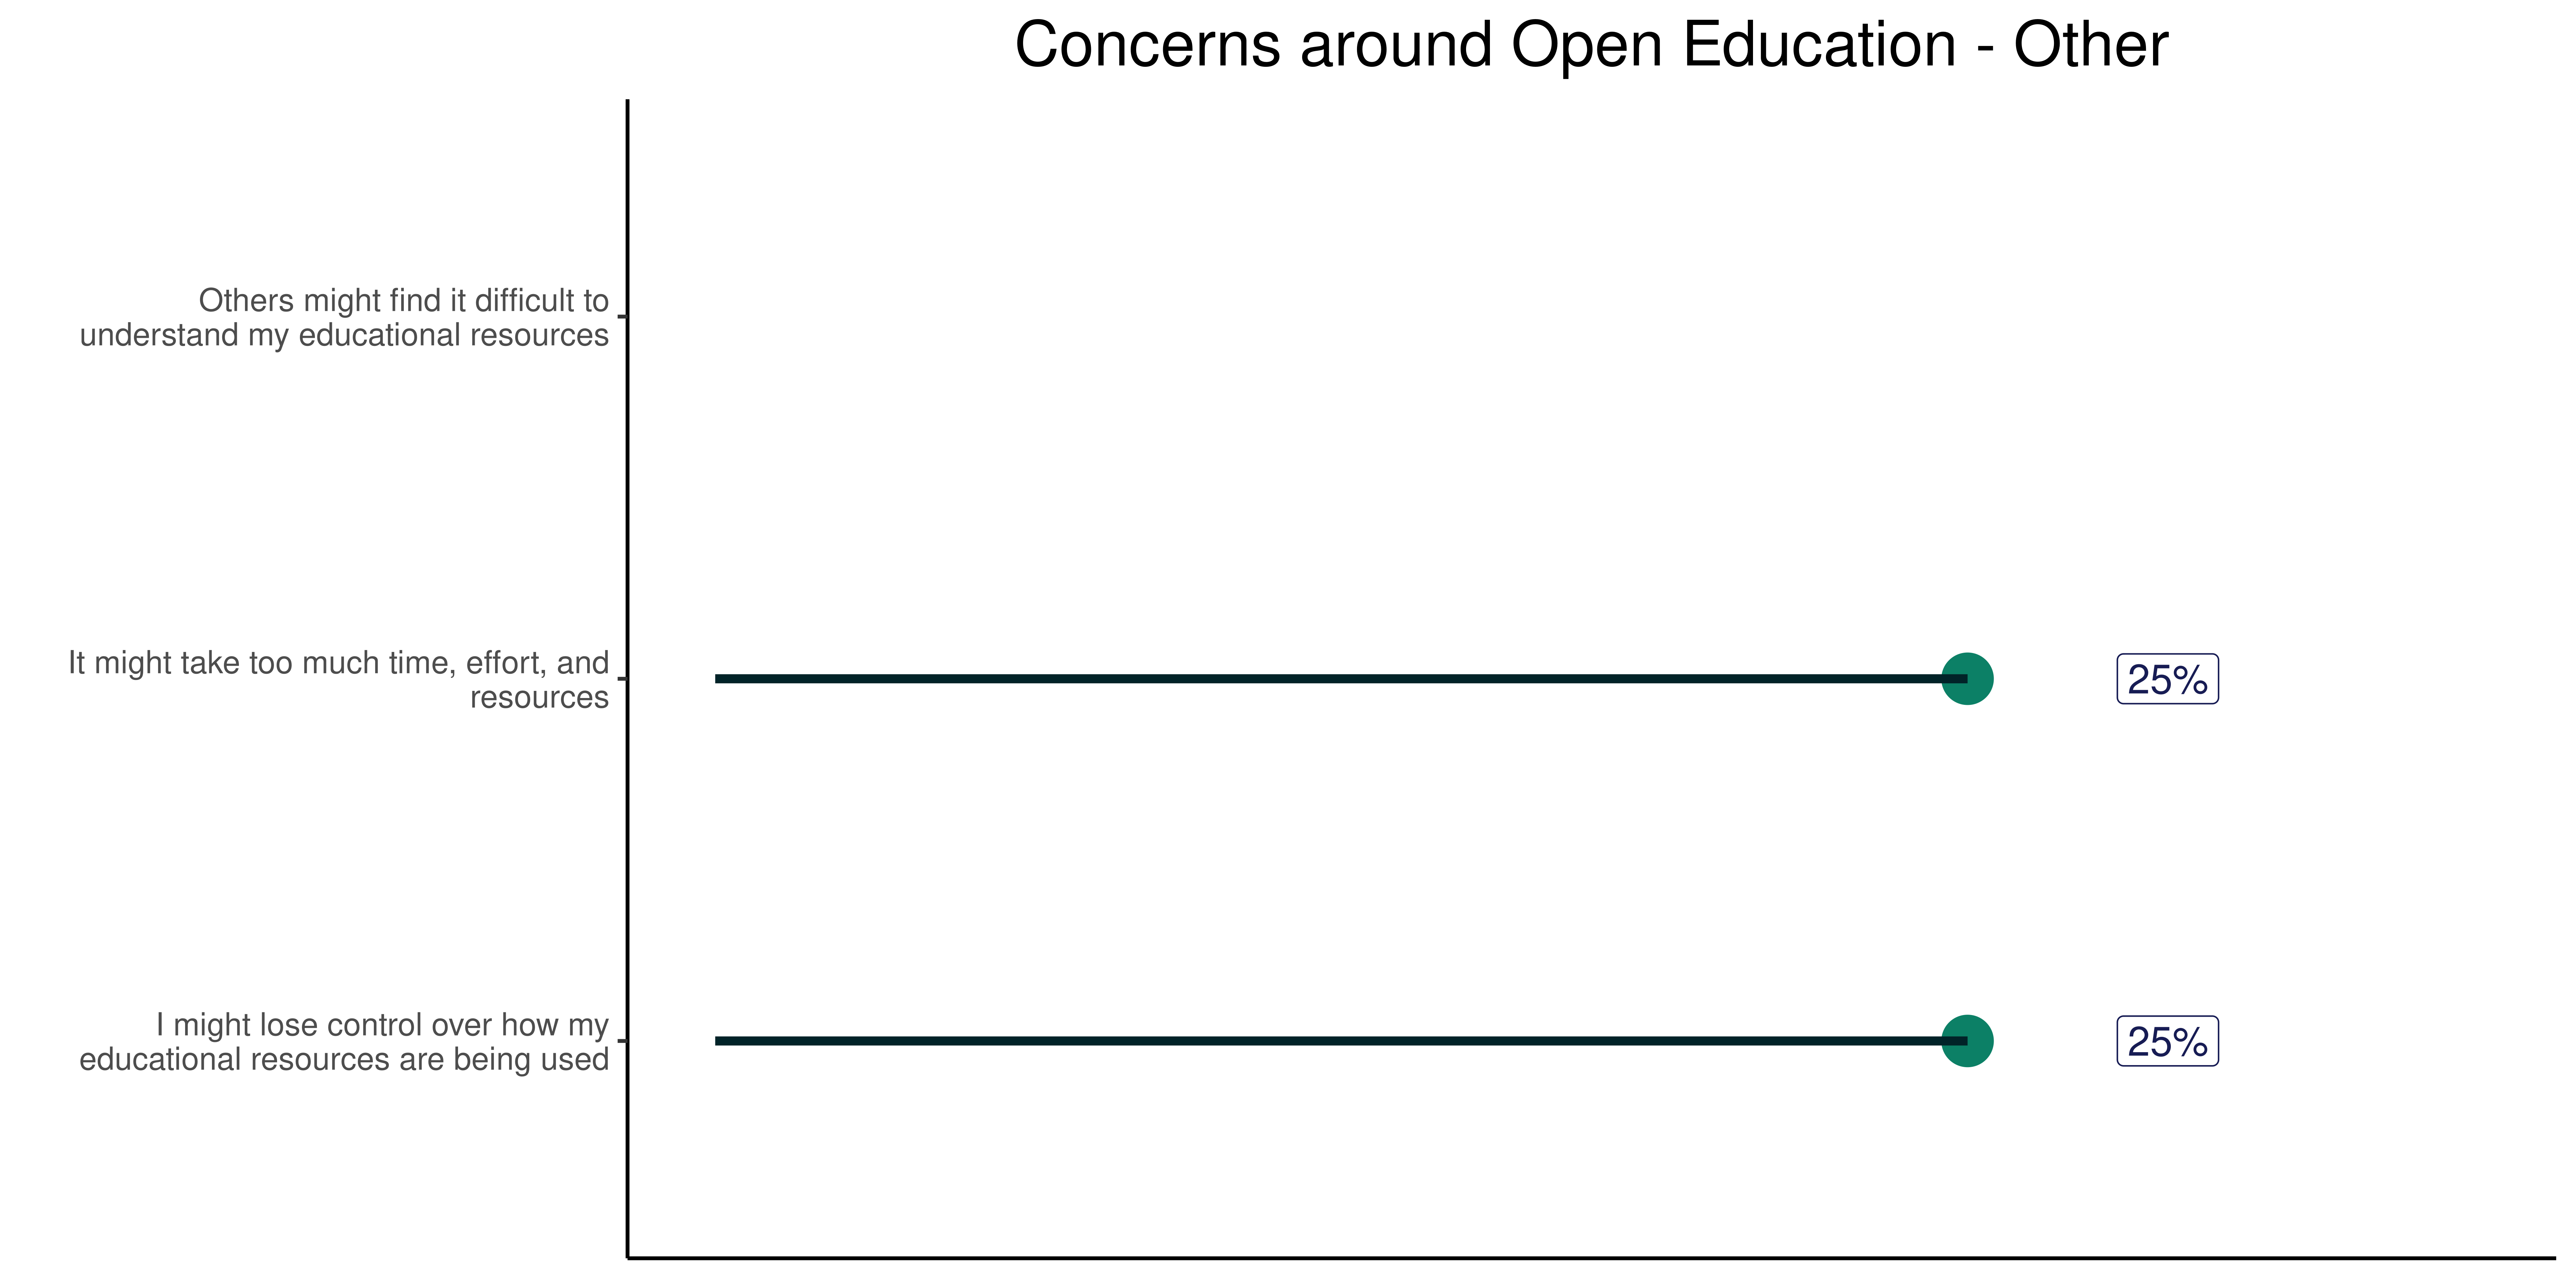 Concerns around Open Education - Other
Others might find it difficult to
understand my educational resources
It might take too much time, effort, and
resources
25%
I might lose control over how my
educational resources are being used
25%